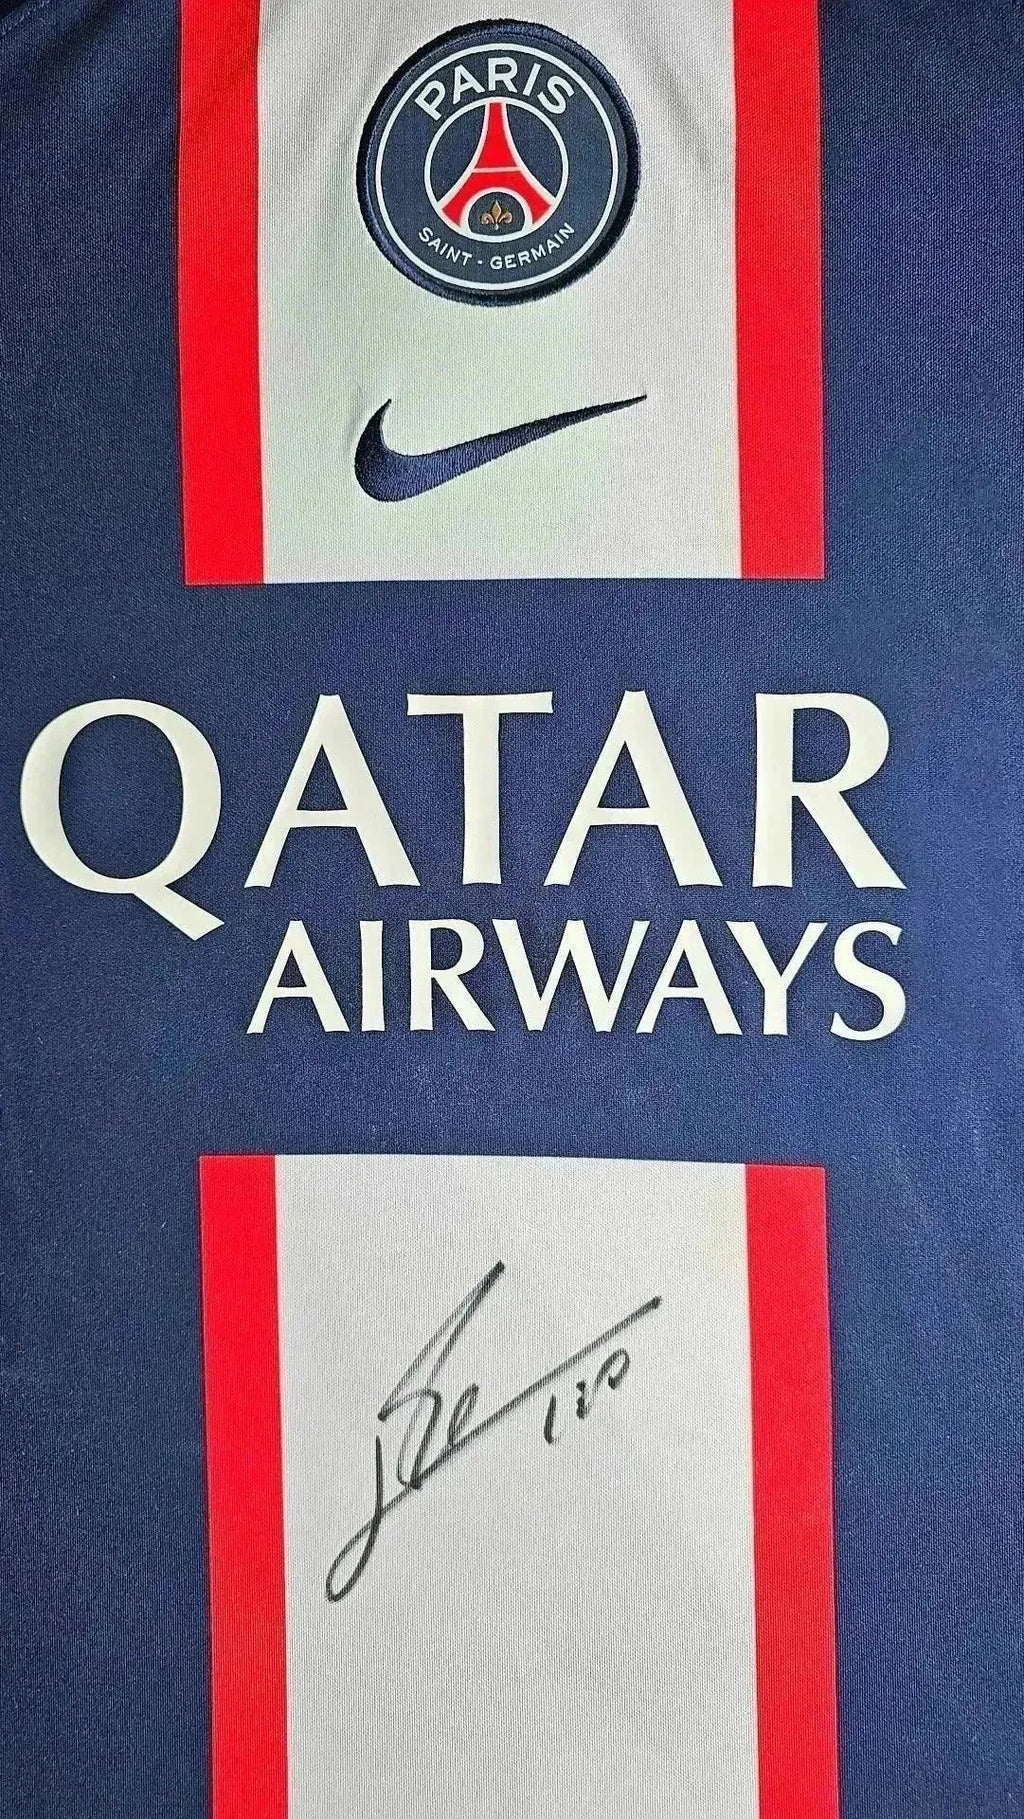 PARIS
SAINT - GERMAIN
QATAR
AIRWAYS